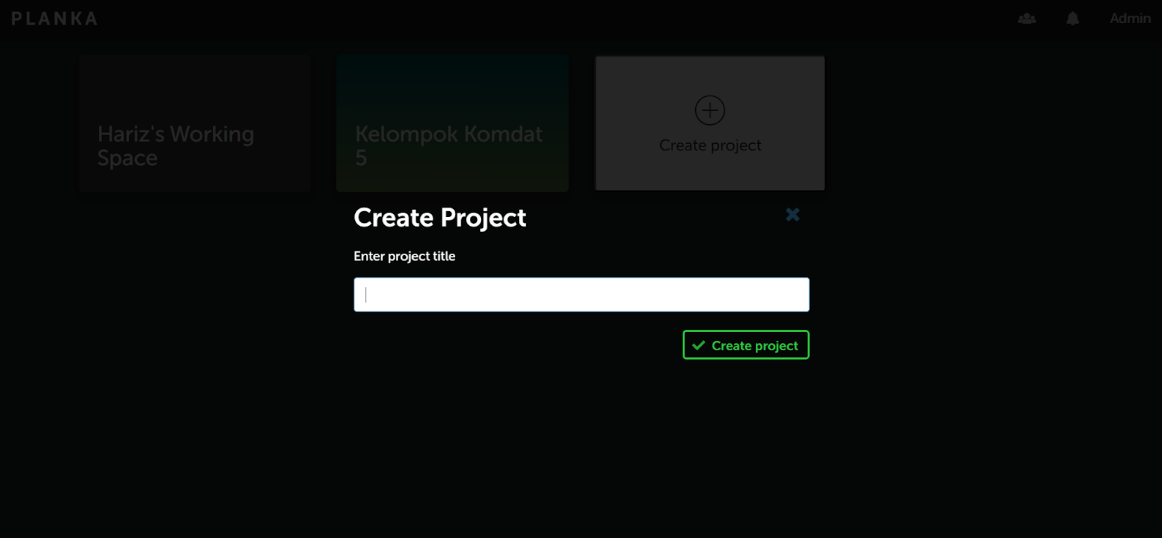 PLANKA
Admin
Hariz's Working
Space
Kelompok Komdat
5
Create project
Create Project
Enter project title
Create project